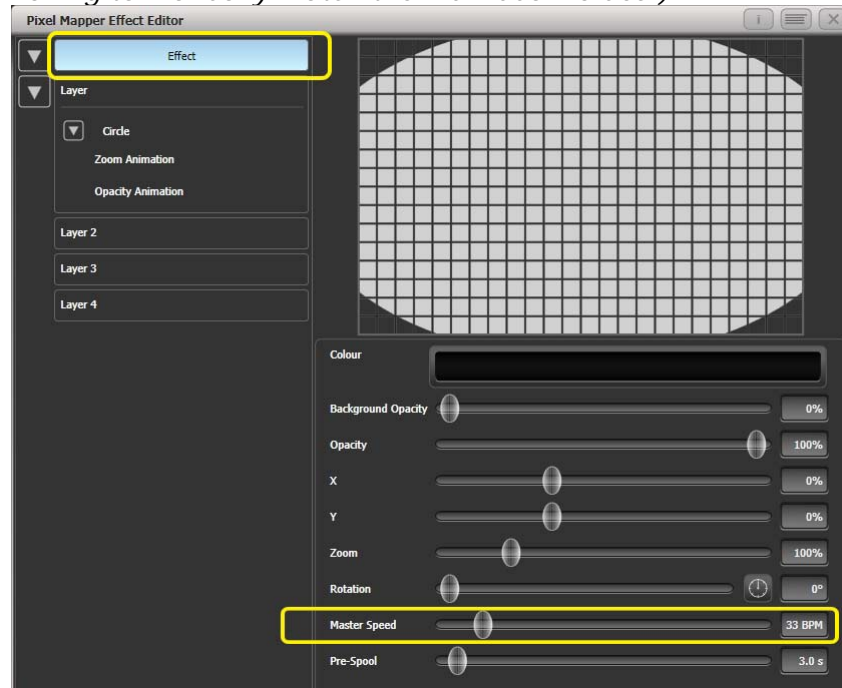 Pixel Mapper Effect Editor
Effect
Layer
Circle
Zoom Animation
Opacity Animation
Layer 2
Layer 3
Layer 4
Colour
Background Opacity 0%
Opacity 100%
X 0%
Y 0%
Zoom 100%
Rotation 0°
Master Speed 33 BPM
Pre-Spool 3.0 s